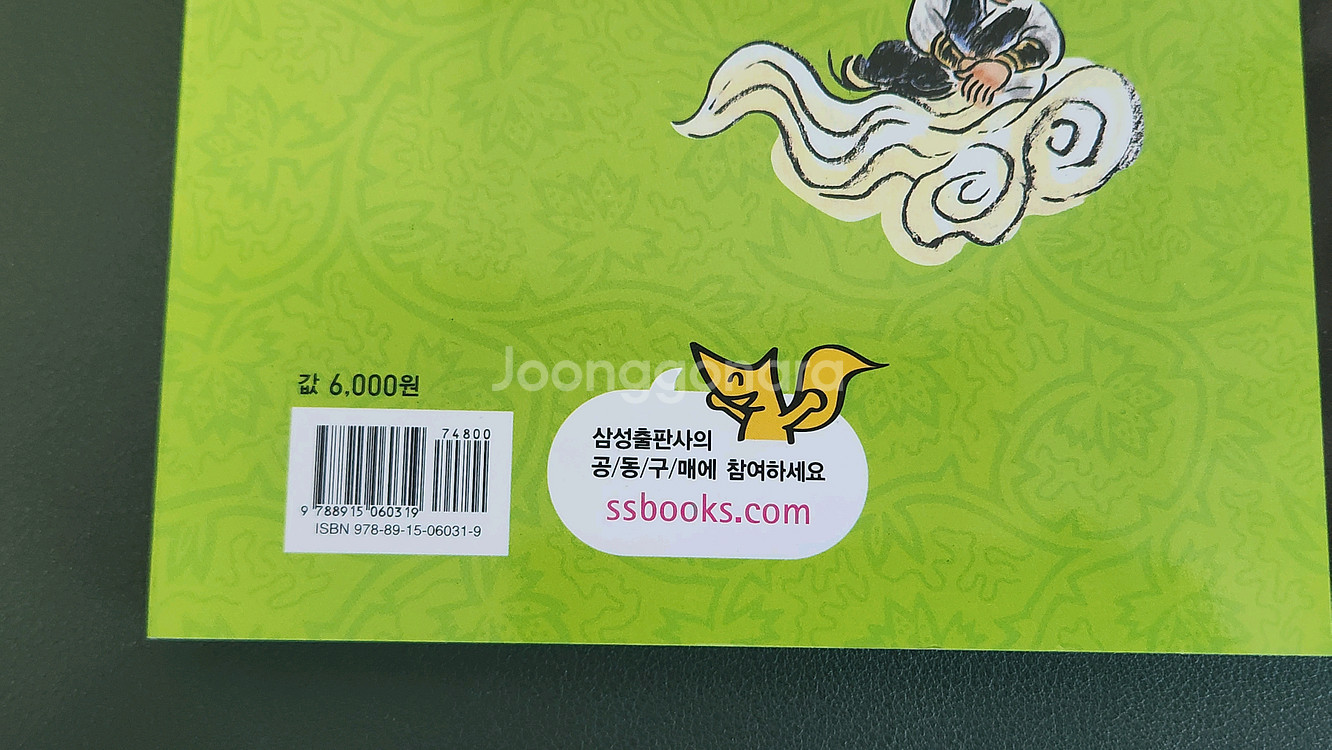 Joonggonara
값 6,000원
74800
9 788915 060319
ISBN 978-89-15-06031-9
삼성출판사의
공/동/구/매에 참여하세요
ssbooks.com